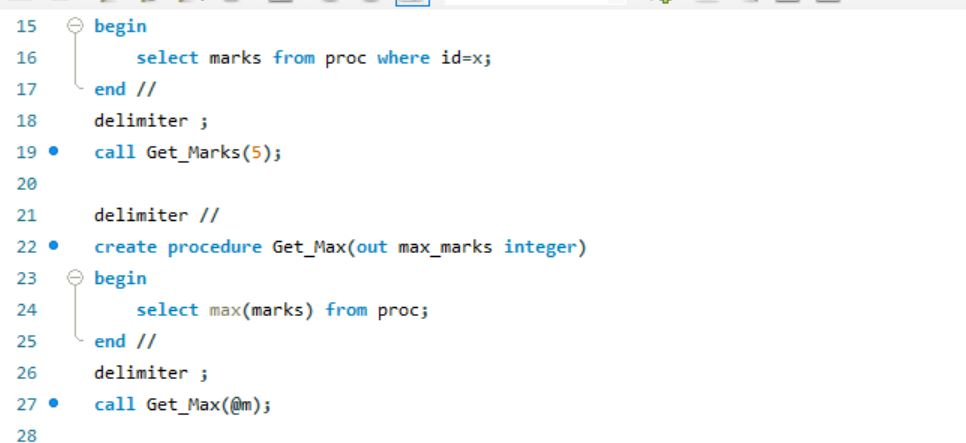 15 begin
16 select marks from proc where id=x;
17 end //
18 delimiter ;
19 call Get_Marks(5);
20
21 delimiter //
22 create procedure Get_Max(out max_marks integer)
23 begin
24 select max(marks) from proc;
25 end //
26 delimiter ;
27 call Get_Max(@m);
28